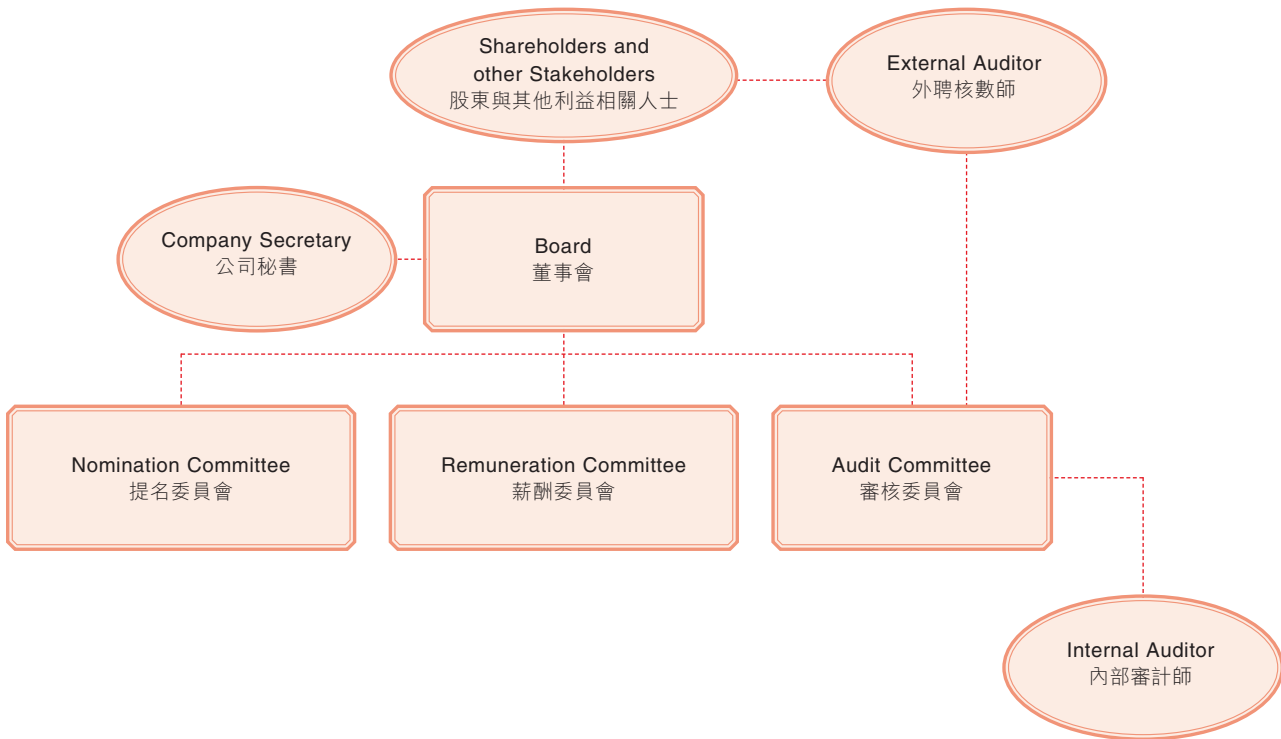 Shareholders and
other Stakeholders
股東與其他利益相關人士
External Auditor
外聘核數師
Company Secretary
公司秘書
Board
董事會
Nomination Committee
提名委員會
Remuneration Committee
薪酬委員會
Audit Committee
審核委員會
Internal Auditor
內部審計師